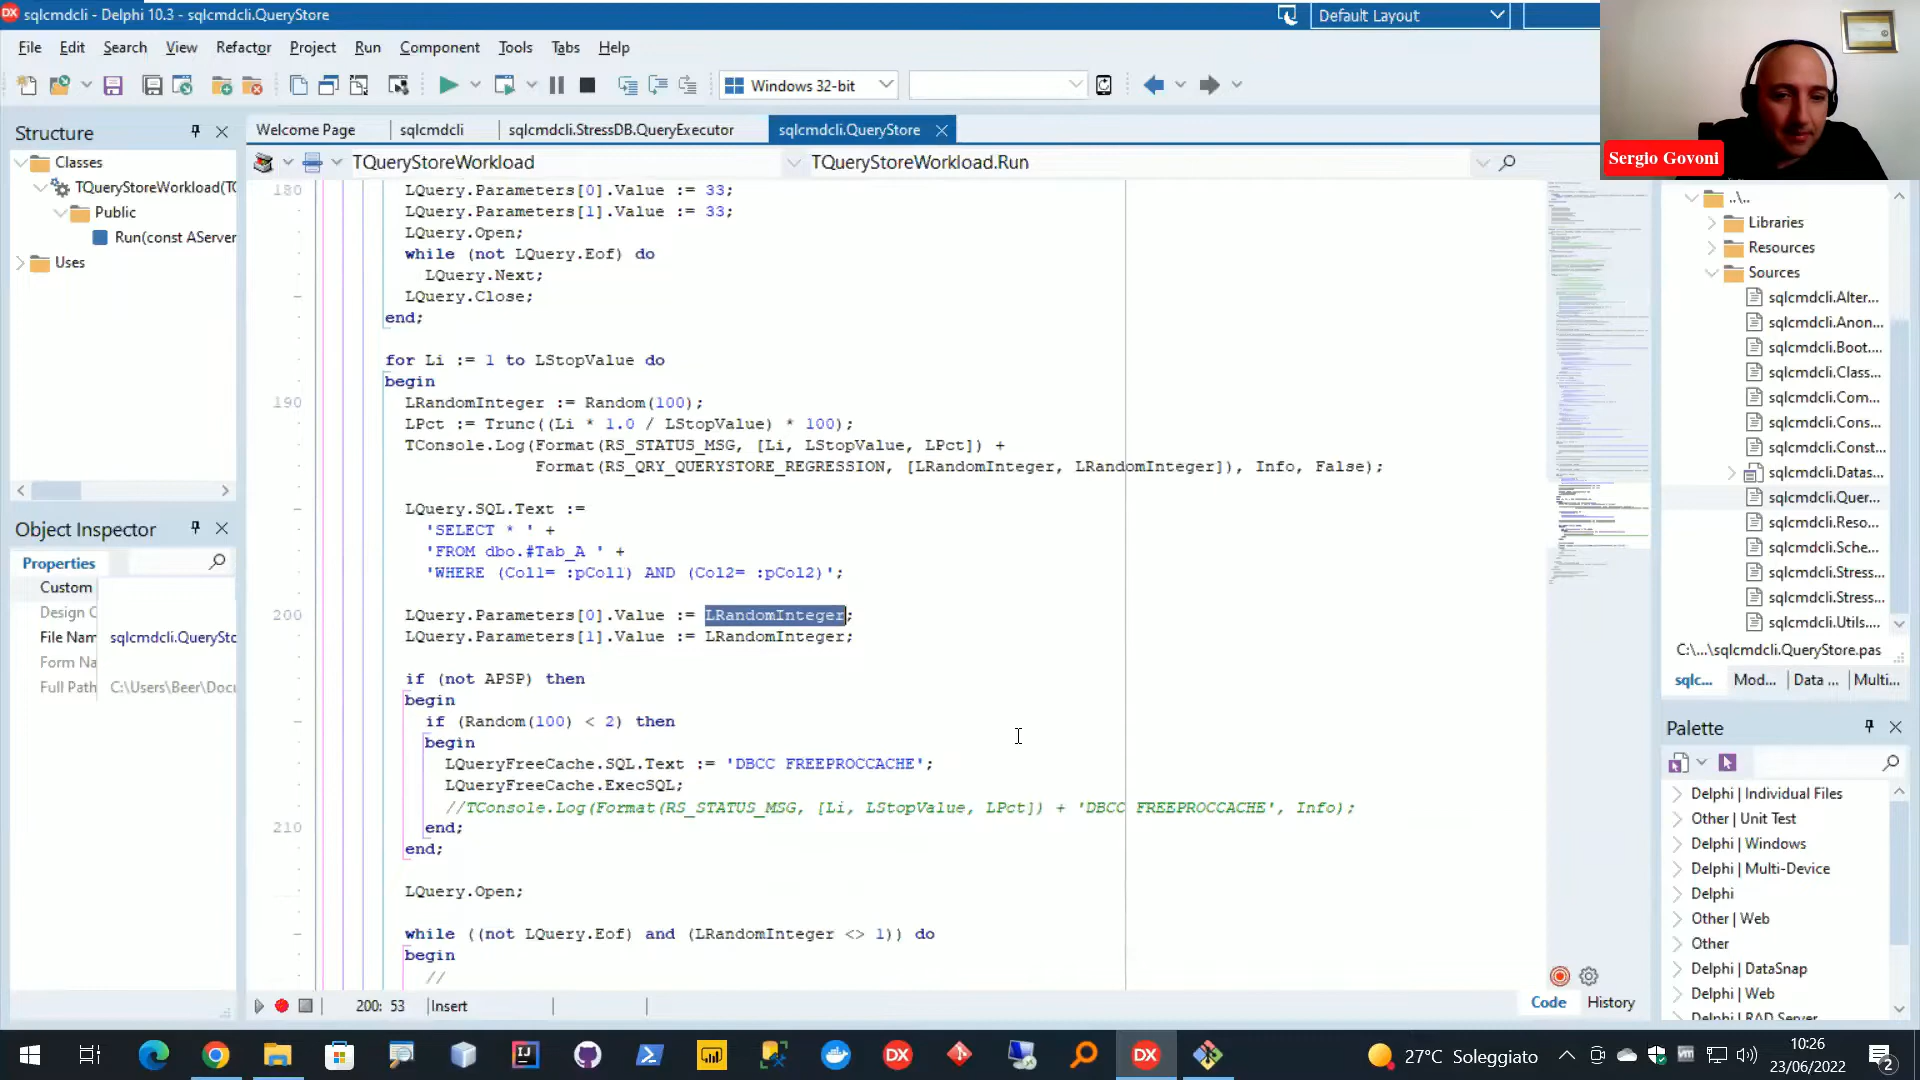 sqlcmdcli - Delphi 10.3 - sqlcmdcli.QueryStore
Default Layout
File Edit Search View Refactor Project Run Component Tools Tabs Help
Windows 32-bit
Structure
Classes
TQueryStoreWorkload(TC
Public
Run(const AServer
Uses
Object Inspector
Properties
Custom
Design C
File Nam sqlcmdcli.QuerySto
Form Na
Full Path C:\Users\Beer\Docu
Welcome Page sqlcmdcli sqlcmdcli.StressDB.QueryExecutor sqlcmdcli.QueryStore
TQueryStoreWorkload TQueryStoreWorkload.Run
180 LQuery.Parameters[0].Value := 33;
LQuery.Parameters[1].Value := 33;
LQuery.Open;
while (not LQuery.Eof) do
LQuery.Next;
LQuery.Close;
end;
for Li := 1 to LStopValue do
begin
190 LRandomInteger := Random(100);
LPct := Trunc((Li * 1.0 / LStopValue) * 100);
TConsole.Log(Format(RS_STATUS_MSG, [Li, LStopValue, LPct]) +
Format(RS_QRY_QUERYSTORE_REGRESSION, [LRandomInteger, LRandomInteger]), Info, False);
LQuery.SQL.Text :=
'SELECT * ' +
'FROM dbo.#Tab_A ' +
'WHERE (Col1= :pCol1) AND (Col2= :pCol2)';
200 LQuery.Parameters[0].Value := LRandomInteger;
LQuery.Parameters[1].Value := LRandomInteger;
if (not APSP) then
begin
if (Random(100) < 2) then
begin
LQueryFreeCache.SQL.Text := 'DBCC FREEPROCCACHE';
LQueryFreeCache.ExecSQL;
//TConsole.Log(Format(RS_STATUS_MSG, [Li, LStopValue, LPct]) + 'DBCC FREEPROCCACHE', Info);
210 end;
end;
LQuery.Open;
while ((not LQuery.Eof) and (LRandomInteger <> 1)) do
begin
//
200: 53 Insert
Code History
Sergio Govoni
..\..
Libraries
Resources
Sources
sqlcmdcli.Alter...
sqlcmdcli.Anon...
sqlcmdcli.Boot....
sqlcmdcli.Class...
sqlcmdcli.Com...
sqlcmdcli.Cons...
sqlcmdcli.Const...
sqlcmdcli.Datas...
sqlcmdcli.Quer...
sqlcmdcli.Reso...
sqlcmdcli.Sche...
sqlcmdcli.Stress...
sqlcmdcli.Stress...
sqlcmdcli.Utils....
C:\...\sqlcmdcli.QueryStore.pas
sqlc... Mod... Data ... Multi...
Palette
Delphi | Individual Files
Other | Unit Test
Delphi | Windows
Delphi | Multi-Device
Delphi
Other | Web
Other
Delphi | DataSnap
Delphi | Web
Delphi | RAD Server
27°C Soleggiato
10:26
23/06/2022
2